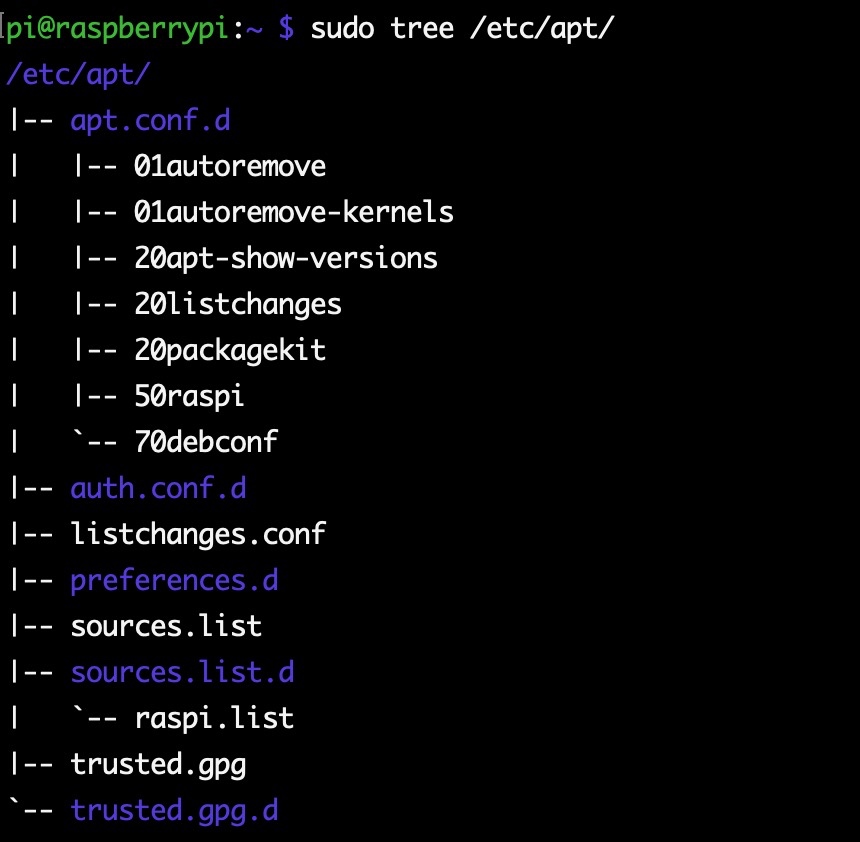 pi@raspberrypi:~ $ sudo tree /etc/apt/
/etc/apt/
|-- apt.conf.d
|   |-- 01autoremove
|   |-- 01autoremove-kernels
|   |-- 20apt-show-versions
|   |-- 20listchanges
|   |-- 20packagekit
|   |-- 50raspi
|   `-- 70debconf
|-- auth.conf.d
|-- listchanges.conf
|-- preferences.d
|-- sources.list
|-- sources.list.d
|   `-- raspi.list
|-- trusted.gpg
`-- trusted.gpg.d